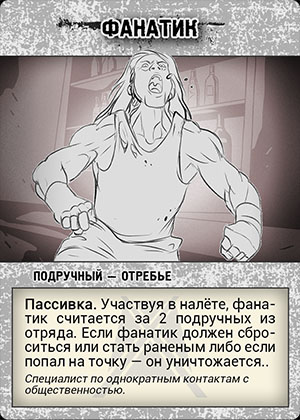 ФАНАТИК
ПОДРУЧНЫЙ – ОТРЕБЬЕ
Пассивка. Участвуя в налёте, фана-
тик считается за 2 подручных из
отряда. Если фанатик должен сбро-
ситься или стать раненым либо если
попал на точку – он уничтожается..
Специалист по однократным контактам с
общественностью.